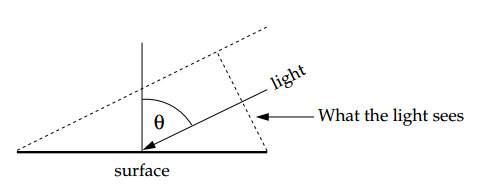 light
What the light sees
θ
surface